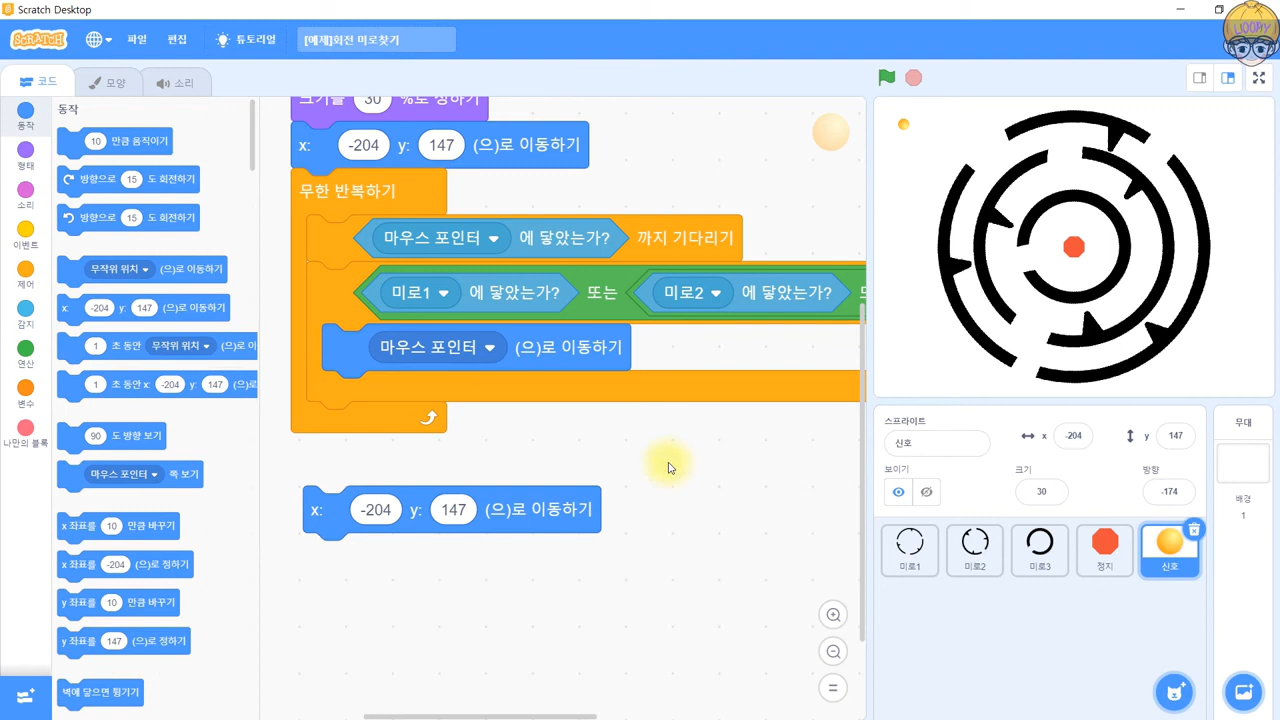 Scratch Desktop
SCRATCH 파일 편집 튜토리얼 [예제]회전 미로찾기
코드 모양 소리
동작
동작
형태
소리
이벤트
제어
감지
연산
변수
나만의 블록
10 만큼 움직이기
방향으로 15 도 회전하기
방향으로 15 도 회전하기
무작위 위치 (으)로 이동하기
x: -204 y: 147 (으)로 이동하기
1 초 동안 무작위 위치 (으)로 이
1 초 동안 x: -204 y: 147 (으)로
90 도 방향 보기
마우스 포인터 쪽 보기
x 좌표를 10 만큼 바꾸기
x 좌표를 -204 (으)로 정하기
y 좌표를 10 만큼 바꾸기
y 좌표를 147 (으)로 정하기
벽에 닿으면 튕기기
크기를 30 %로 정하기
x: -204 y: 147 (으)로 이동하기
무한 반복하기
마우스 포인터 에 닿았는가? 까지 기다리기
미로1 에 닿았는가? 또는 미로2 에 닿았는가?
마우스 포인터 (으)로 이동하기
x: -204 y: 147 (으)로 이동하기
스프라이트
신호
x -204 y 147
보이기 크기 방향
30 -174
미로1 미로2 미로3 정지 신호
무대
배경
1